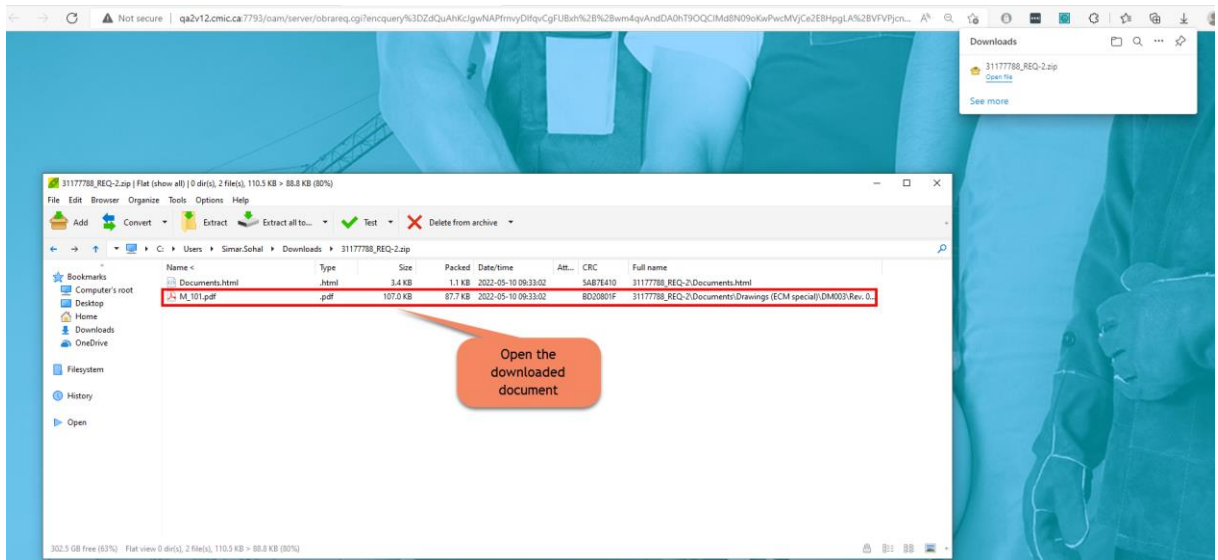 Not secure | qa2v12.cmic.ca:7793/oam/server/obrareq.cgi?encquery%3DZdQuAhKcJgwNAPfmvyDlfqvCgFUBxh%2B%2Bwm4qvAndDA0hT9OQCIMd8N09oKwPwcMVjCe2E8HpgLA%2BVFVPjcn...
Downloads
31177788_REQ-2.zip
Open file
See more
31177788_REQ-2.zip | Flat (show all) | 0 dir(s), 2 file(s), 110.5 KB > 88.8 KB (80%)
File Edit Browser Organize Tools Options Help
Add Convert Extract Extract all to... Test Delete from archive
C: Users Simar.Sohal Downloads 31177788_REQ-2.zip
Bookmarks
Computer's root
Desktop
Home
Downloads
OneDrive
Filesystem
History
Open
Name < Type Size Packed Date/time Att... CRC Full name
Documents.html .html 3.4 KB 1.1 KB 2022-05-10 09:33:02 5AB7E410 31177788_REQ-2\Documents.html
M_101.pdf .pdf 107.0 KB 87.7 KB 2022-05-10 09:33:02 BD20801F 31177788_REQ-2\Documents\Drawings (ECM special)\DM003\Rev. 0...
Open the
downloaded
document
302.5 GB free (63%) Flat view 0 dir(s), 2 file(s), 110.5 KB > 88.8 KB (80%)